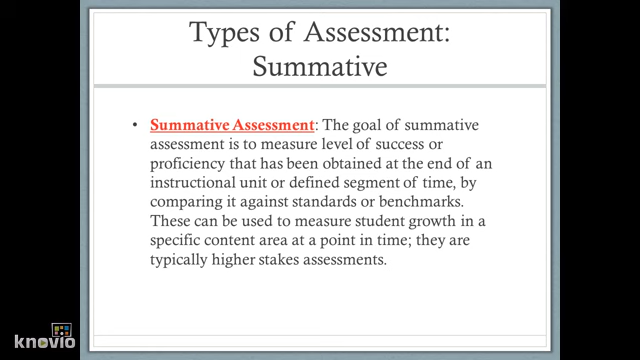 Types of Assessment:
Summative
• Summative Assessment: The goal of summative
assessment is to measure level of success or
proficiency that has been obtained at the end of an
instructional unit or defined segment of time, by
comparing it against standards or benchmarks.
These can be used to measure student growth in a
specific content area at a point in time; they are
typically higher stakes assessments.
knovio